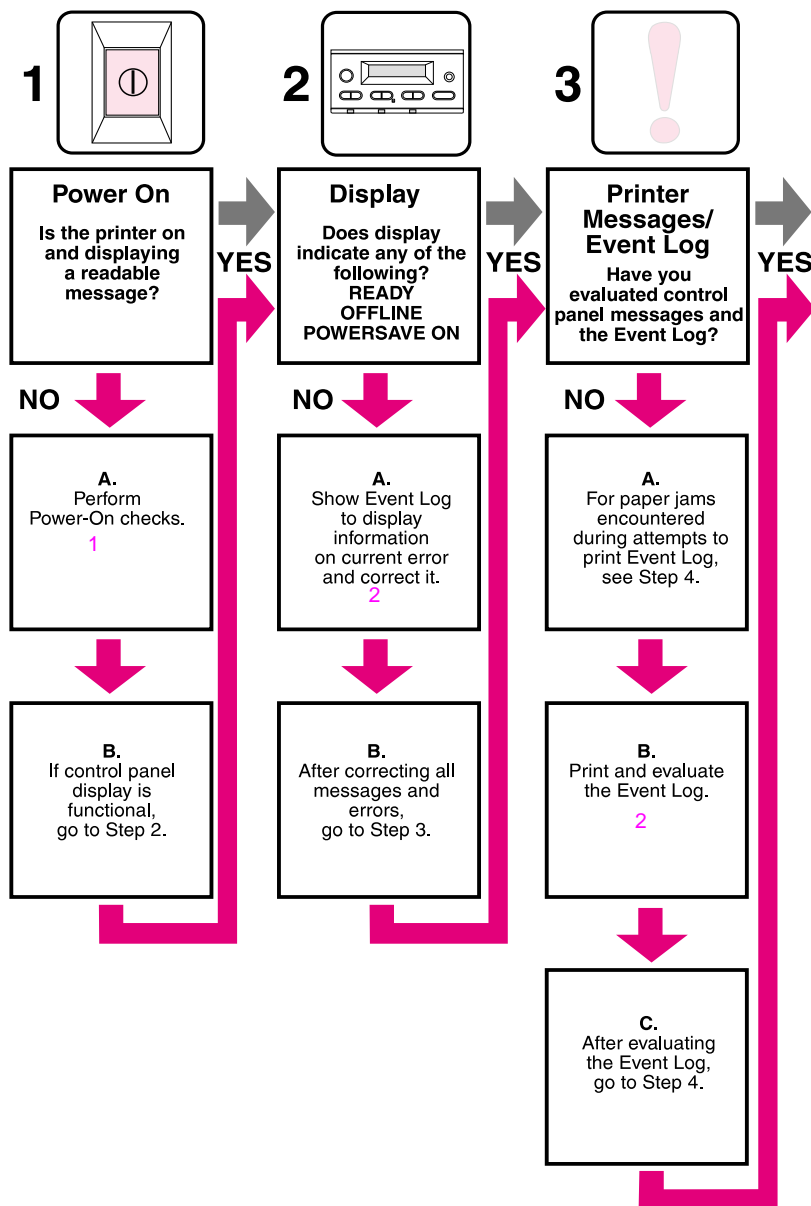 1
Power On
Is the printer on
and displaying
a readable
message?
YES
NO
A.
Perform
Power-On checks.
1
B.
If control panel
display is
functional,
go to Step 2.
2
Display
Does display
indicate any of the
following?
READY
OFFLINE
POWERSAVE ON
YES
NO
A.
Show Event Log
to display
information
on current error
and correct it.
2
B.
After correcting all
messages and
errors,
go to Step 3.
3
Printer
Messages/
Event Log
Have you
evaluated control
panel messages and
the Event Log?
YES
NO
A.
For paper jams
encountered
during attempts to
print Event Log,
see Step 4.
B.
Print and evaluate
the Event Log.
2
C.
After evaluating
the Event Log,
go to Step 4.